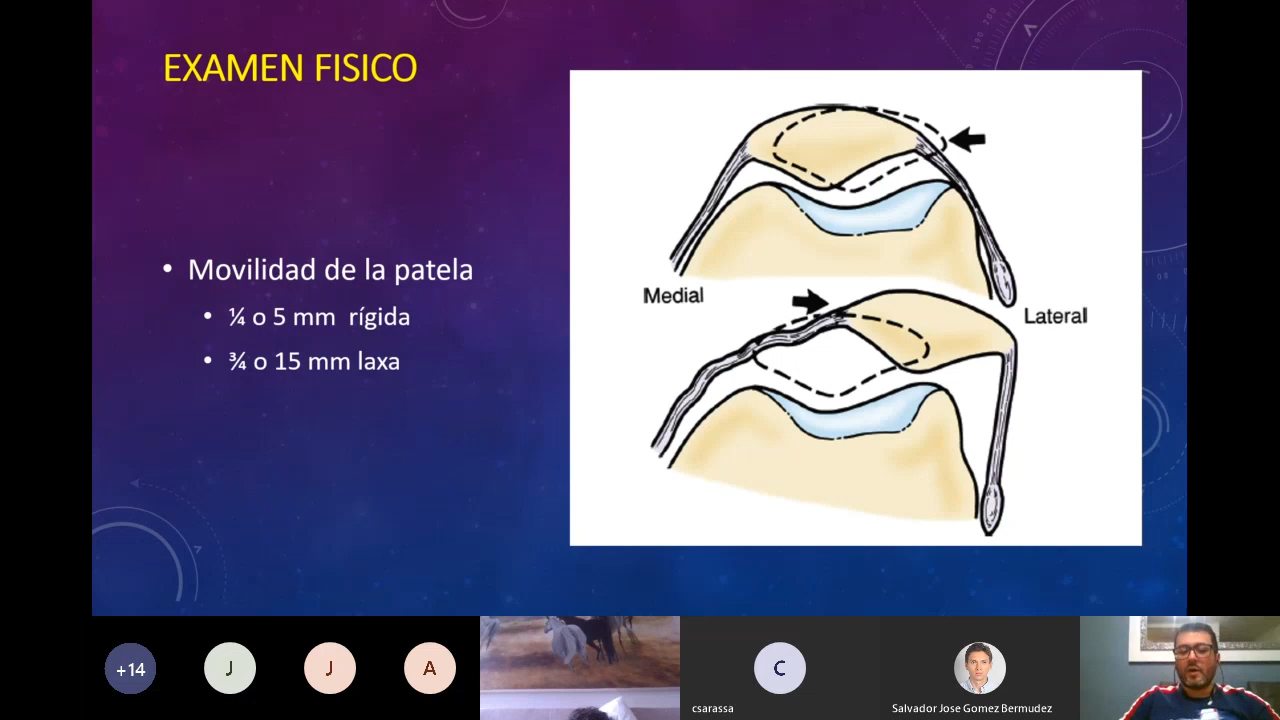 EXAMEN FISICO
• Movilidad de la patela
• ¼ o 5 mm  rígida
• ¾ o 15 mm laxa
Medial
Lateral
+14
J
J
A
C
csarassa
Salvador Jose Gomez Bermudez